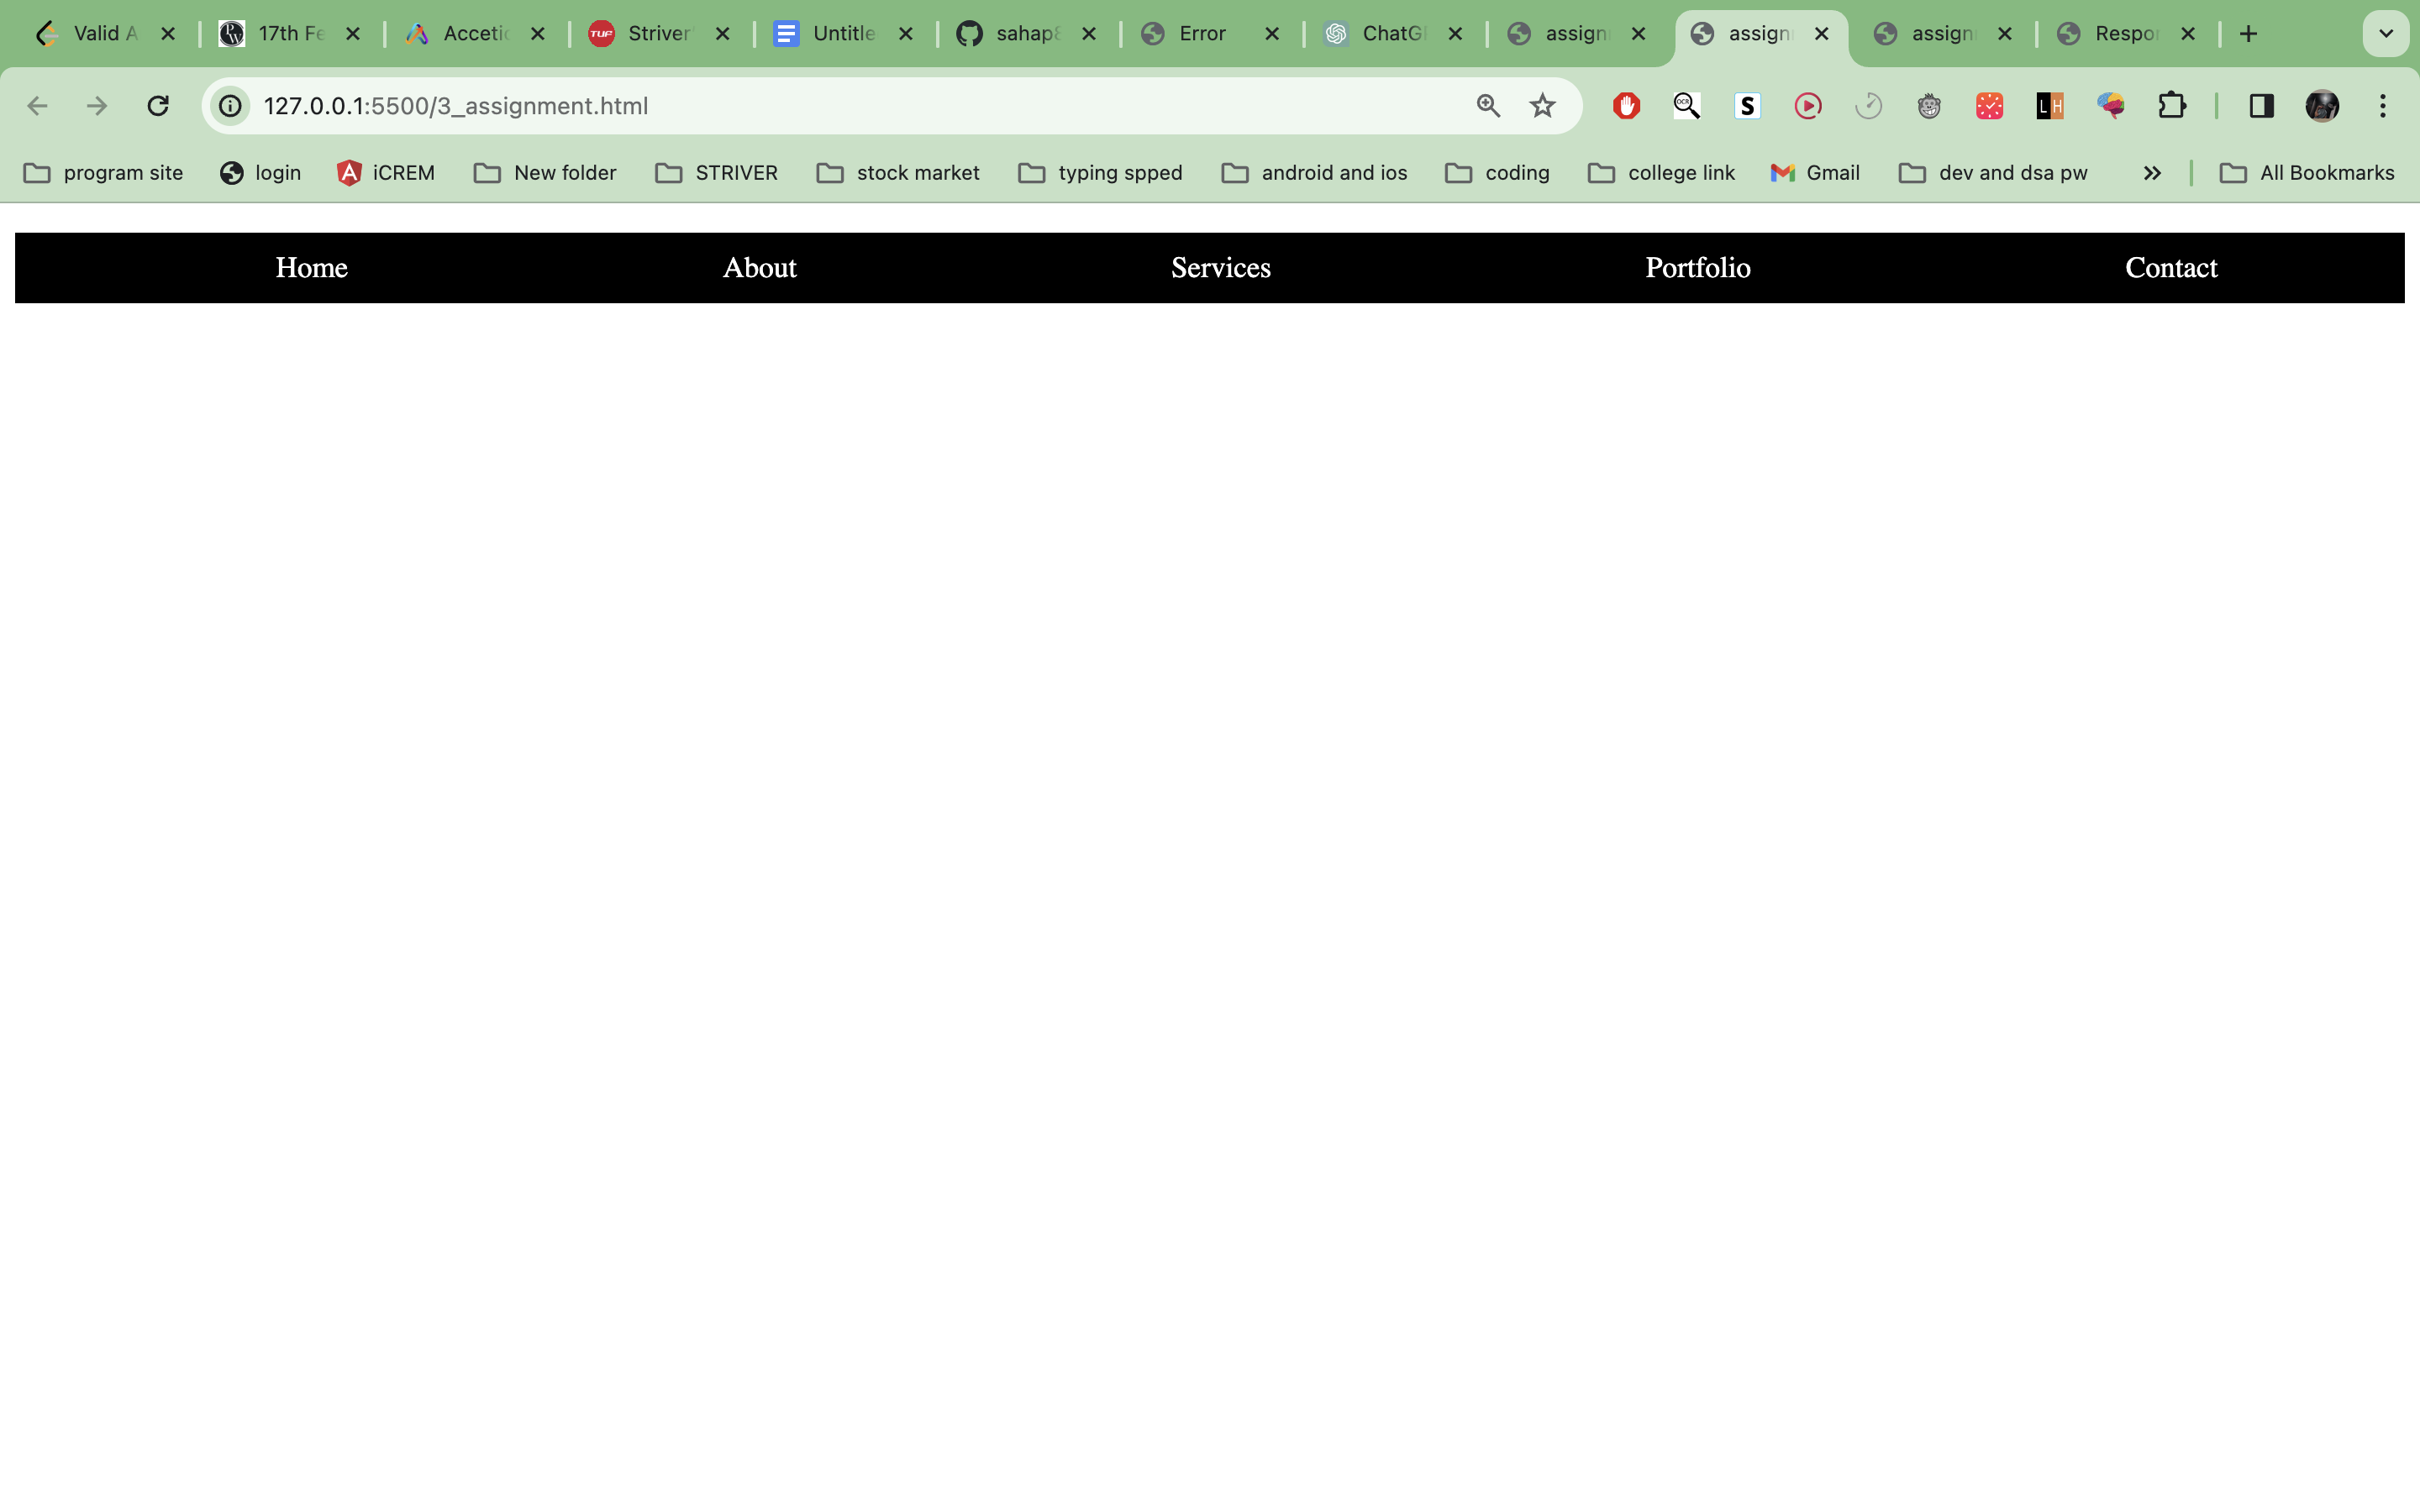 Valid A 17th Fe Acceti Striver' Untitle sahap8 Error ChatG assign assign assign Respo
127.0.0.1:5500/3_assignment.html
program site login iCREM New folder STRIVER stock market typing spped android and ios coding college link Gmail dev and dsa pw All Bookmarks
Home About Services Portfolio Contact